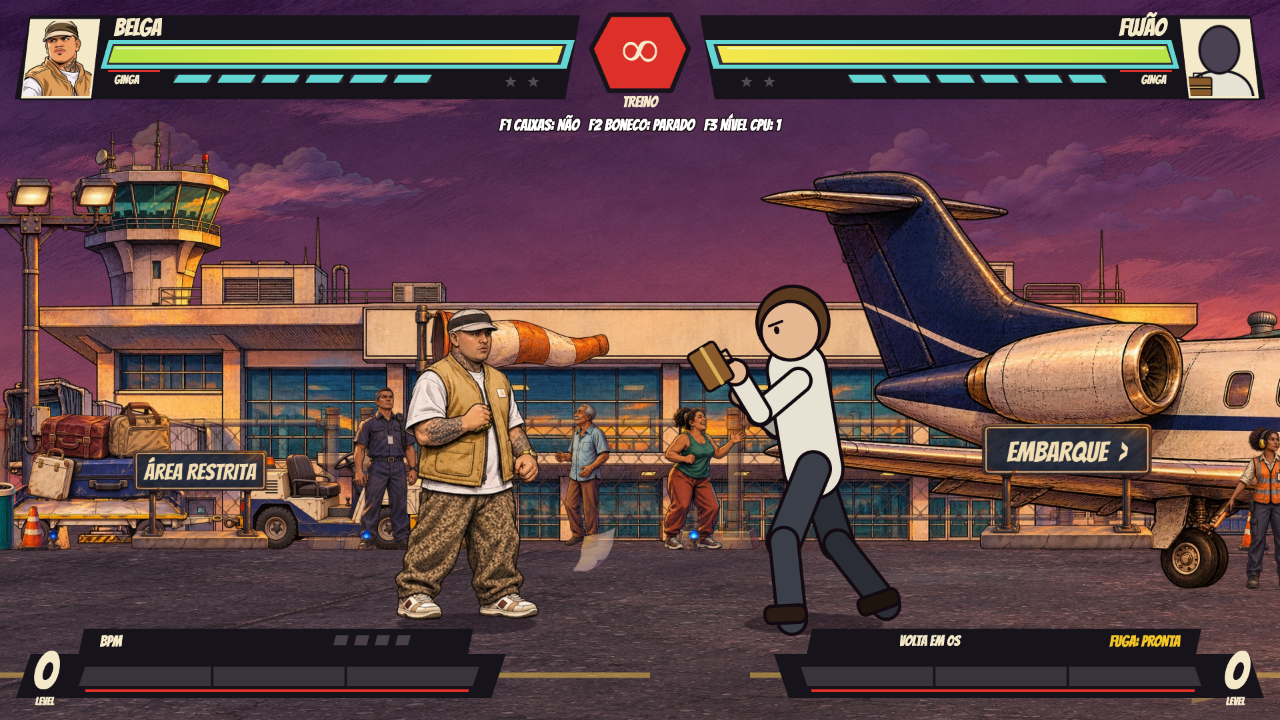 BELGA
FUJÃO
GINGA
GINGA
∞
TREINO
F1 CAIXAS: NÃO F2 BONECO: PARADO F3 NÍVEL CPU: 1
ÁREA RESTRITA
EMBARQUE >
BPM
VOLTA EM 0S
FUGA: PRONTA
0
LEVEL
0
LEVEL